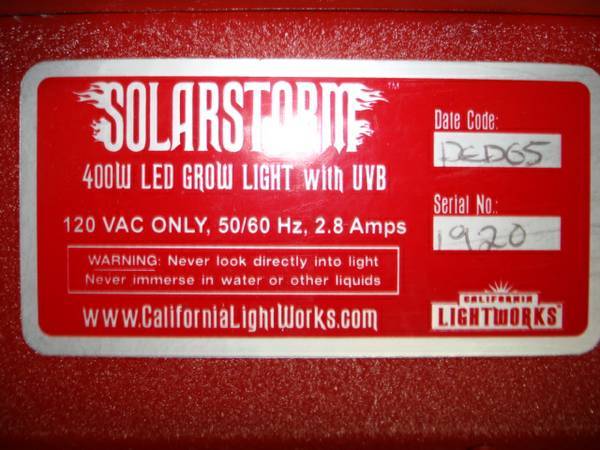 SOLARSTORM™
400W LED GROW LIGHT with UVB
120 VAC ONLY, 50/60 Hz, 2.8 Amps
WARNING: Never look directly into light
Never immerse in water or other liquids
www.CaliforniaLightWorks.com
Date Code:
Serial No.:
1920
CALIFORNIA
LIGHTWORKS